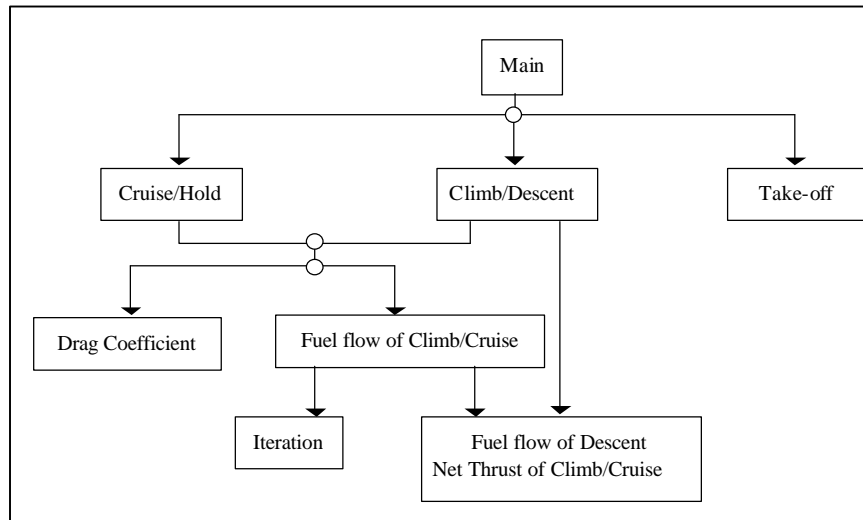 Main
Cruise/Hold
Climb/Descent
Take-off
Drag Coefficient
Fuel flow of Climb/Cruise
Iteration
Fuel flow of Descent
Net Thrust of Climb/Cruise